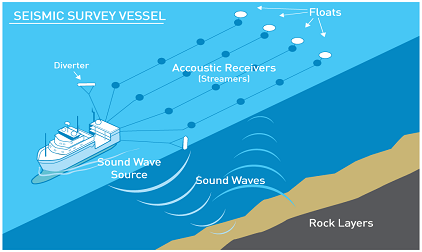 SEISMIC SURVEY VESSEL
Floats
Diverter
Accoustic Receivers
(Streamers)
Sound Wave
Source
Sound Waves
Rock Layers